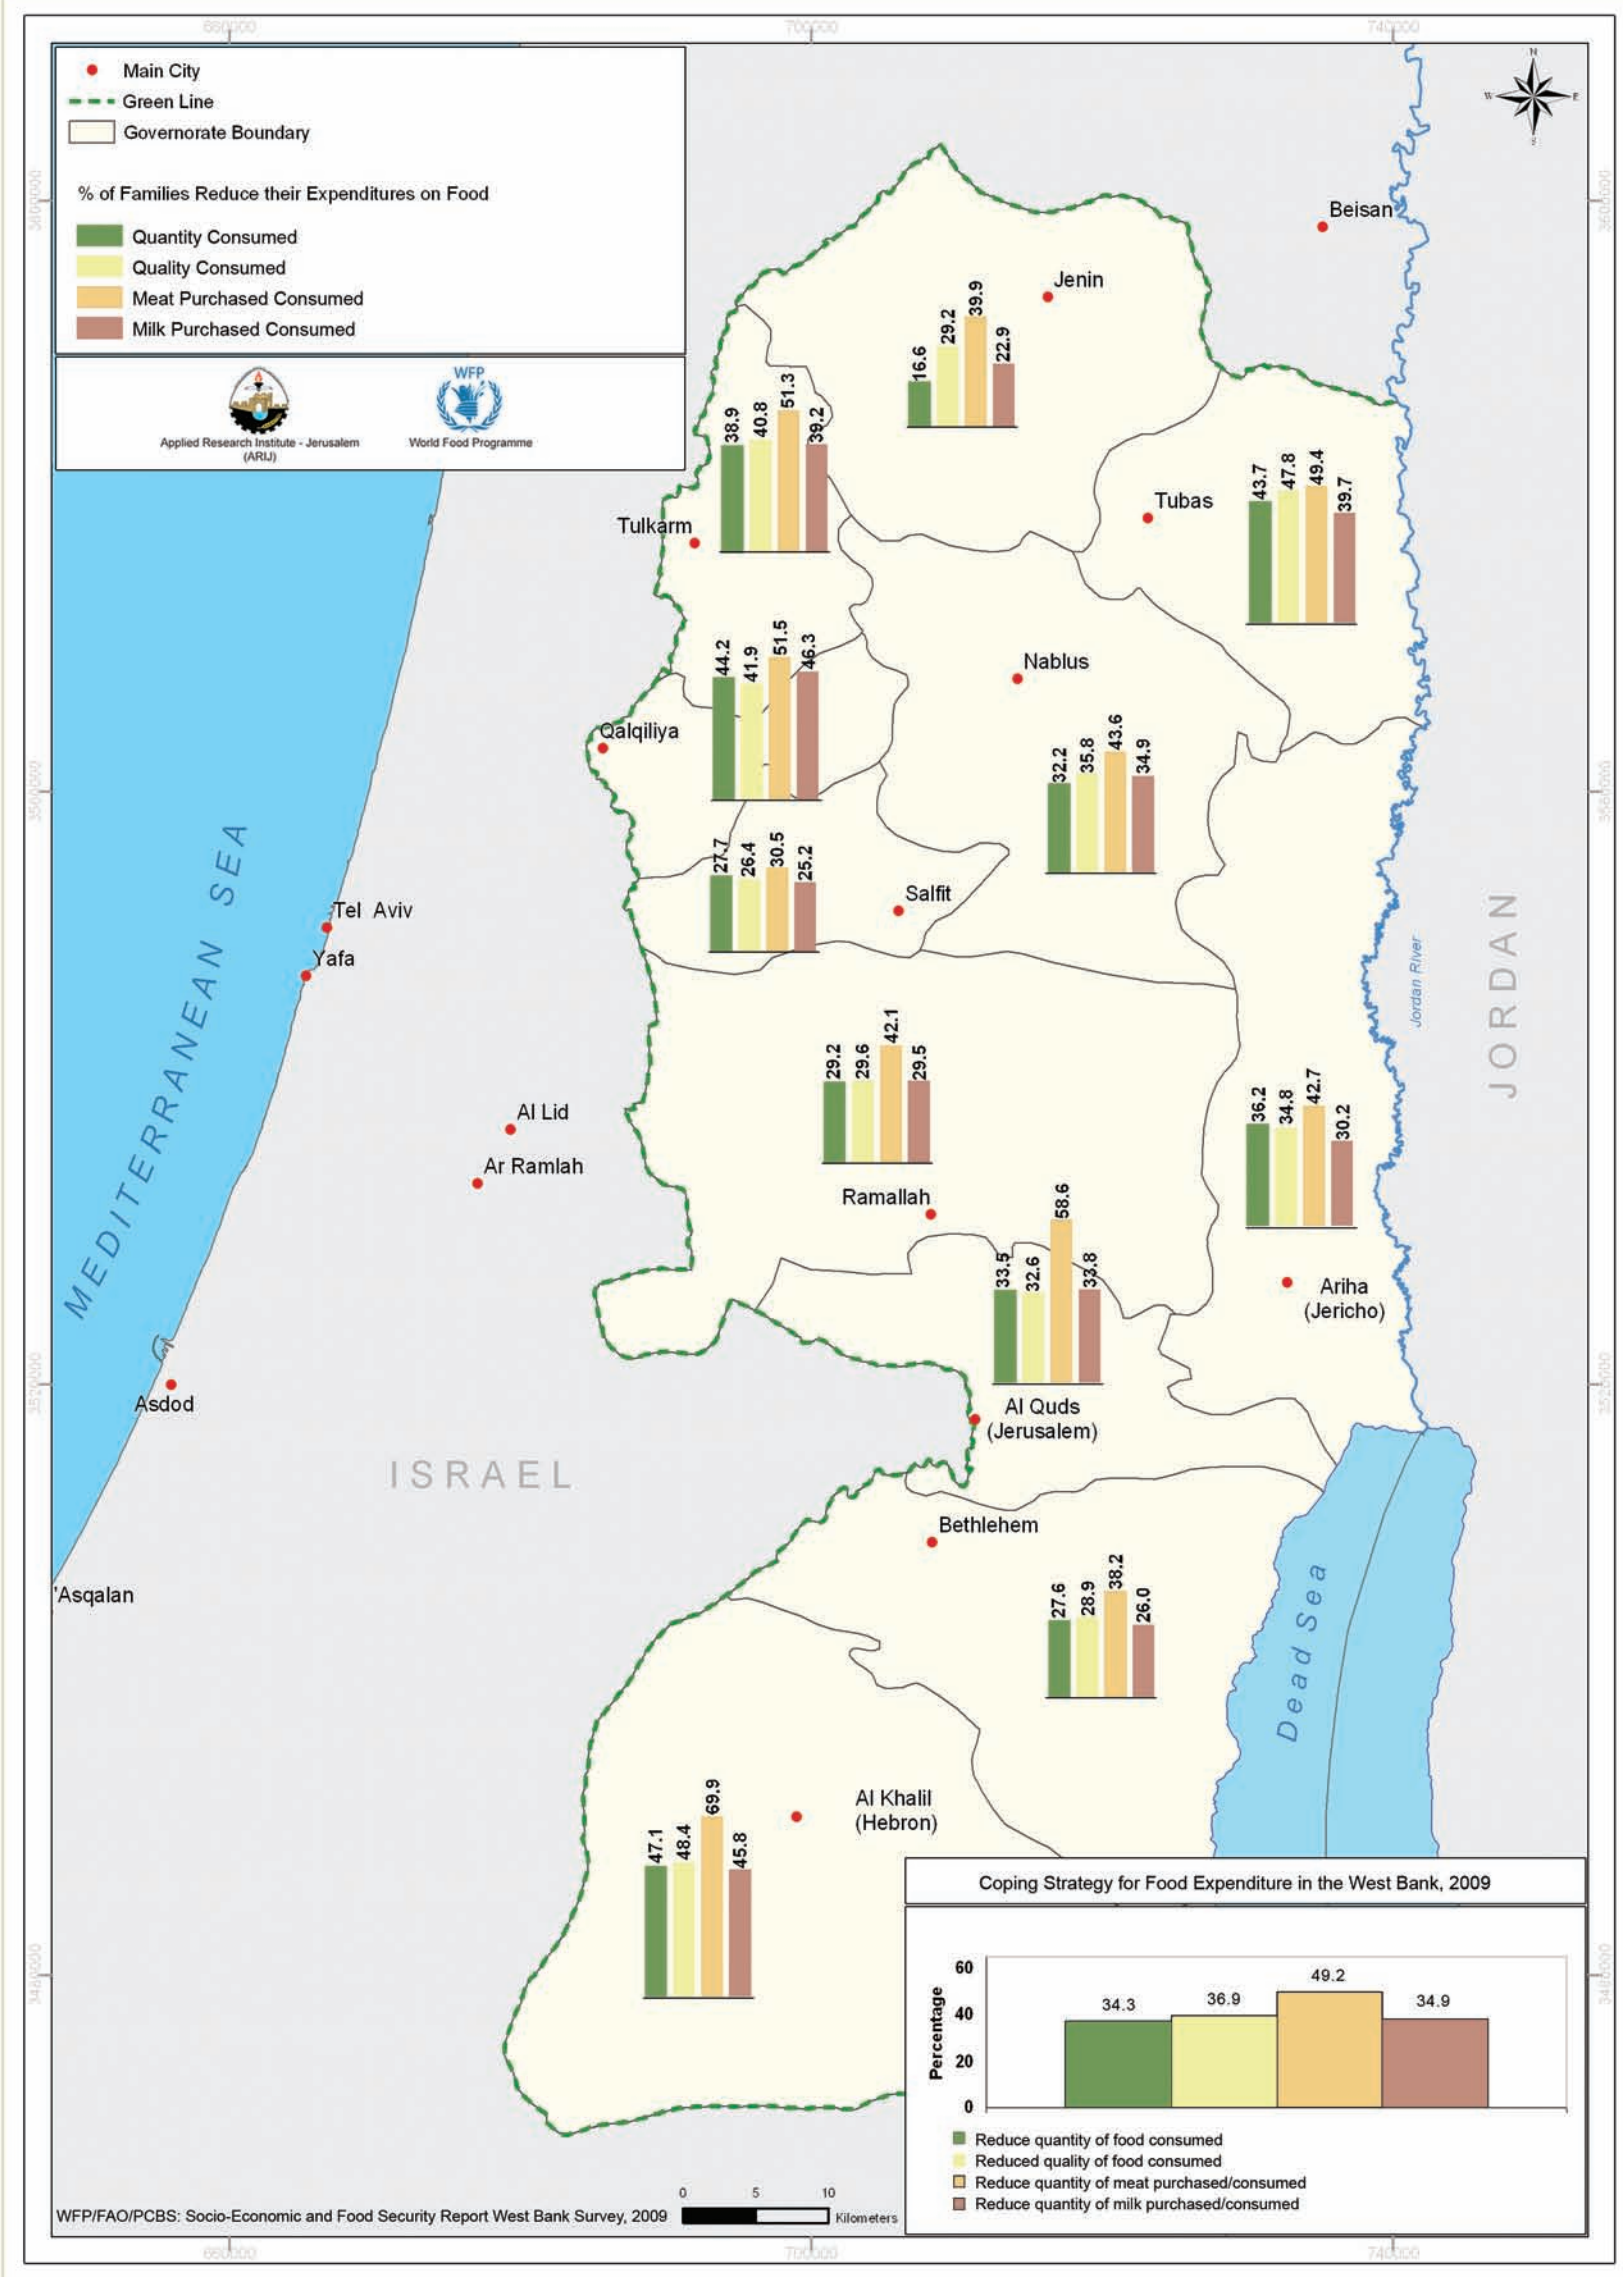 660000
700000
740000
Main City
Green Line
Governorate Boundary
% of Families Reduce their Expenditures on Food
Quantity Consumed
Quality Consumed
Meat Purchased Consumed
Milk Purchased Consumed
WFP
Applied Research Institute - Jerusalem
(ARIJ)
World Food Programme
N
W
E
S
3600000
3600000
Beisan
Jenin
16.6
29.2
39.9
22.9
38.9
40.8
51.3
39.2
Tulkarm
Tubas
43.7
47.8
49.4
39.7
44.2
41.9
51.5
46.3
Qalqiliya
Nablus
32.2
35.8
43.6
34.9
3560000
3560000
27.7
26.4
30.5
25.2
Salfit
MEDITERRANEAN SEA
Tel Aviv
Yafa
JORDAN
Jordan River
29.2
29.6
42.1
29.5
Al Lid
Ar Ramlah
Ramallah
36.2
34.8
42.7
30.2
Ariha
(Jericho)
33.5
32.6
58.6
33.8
Al Quds
(Jerusalem)
3520000
3520000
Asdod
ISRAEL
Bethlehem
27.6
28.9
38.2
26.0
'Asqalan
Dead Sea
Al Khalil
(Hebron)
47.1
48.4
69.9
45.8
3480000
3480000
Coping Strategy for Food Expenditure in the West Bank, 2009
Percentage
60
40
20
0
34.3
36.9
49.2
34.9
Reduce quantity of food consumed
Reduced quality of food consumed
Reduce quantity of meat purchased/consumed
Reduce quantity of milk purchased/consumed
WFP/FAO/PCBS: Socio-Economic and Food Security Report West Bank Survey, 2009
0
5
10
Kilometers
660000
700000
740000